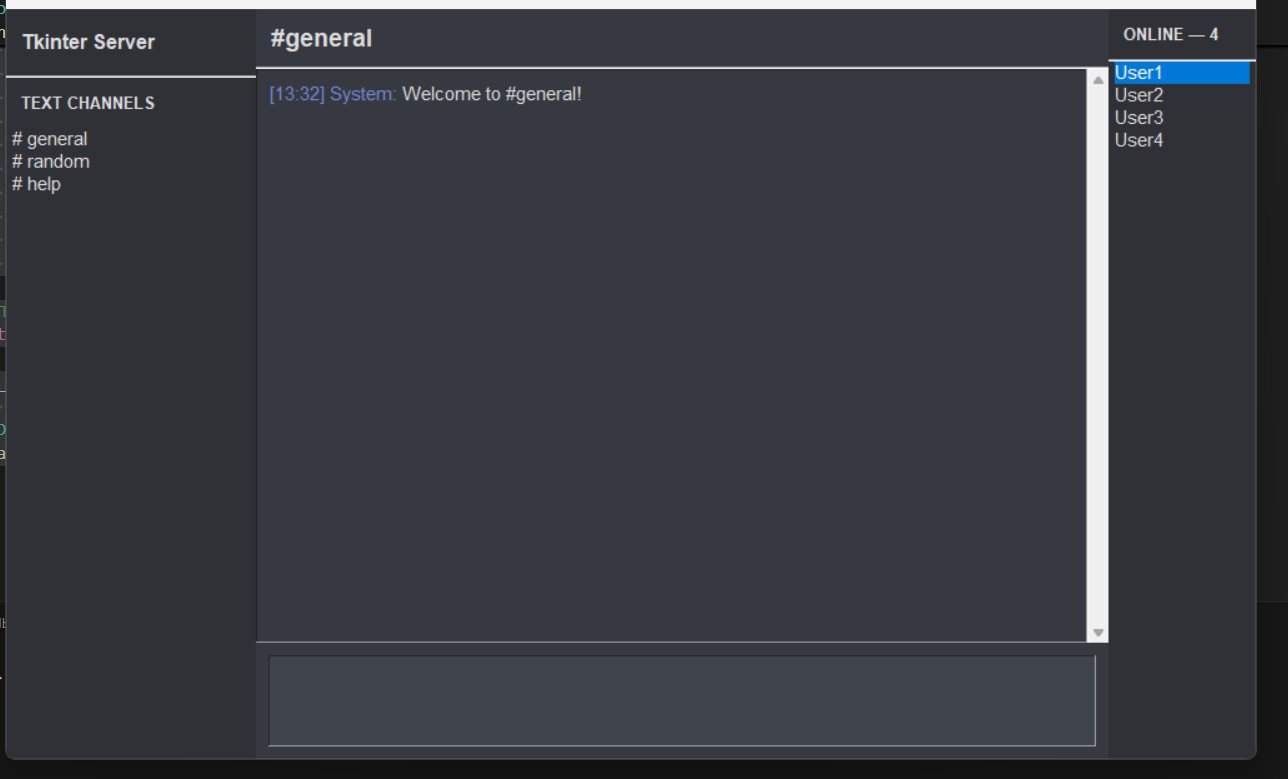 Tkinter Server
TEXT CHANNELS
# general
# random
# help
#general
[13:32] System: Welcome to #general!
ONLINE — 4
User1
User2
User3
User4